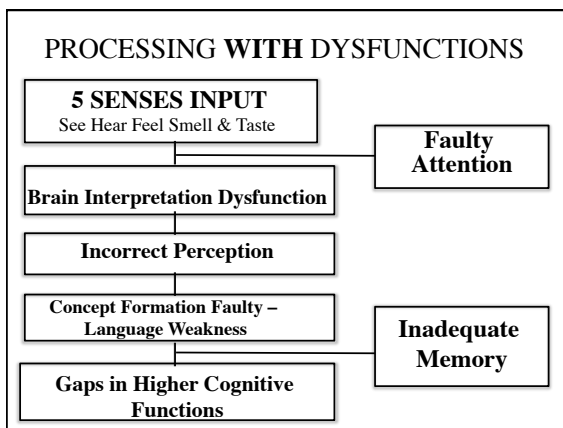 PROCESSING WITH DYSFUNCTIONS
5 SENSES INPUT
See Hear Feel Smell & Taste
Faulty
Attention
Brain Interpretation Dysfunction
Incorrect Perception
Concept Formation Faulty –
Language Weakness
Inadequate
Memory
Gaps in Higher Cognitive
Functions